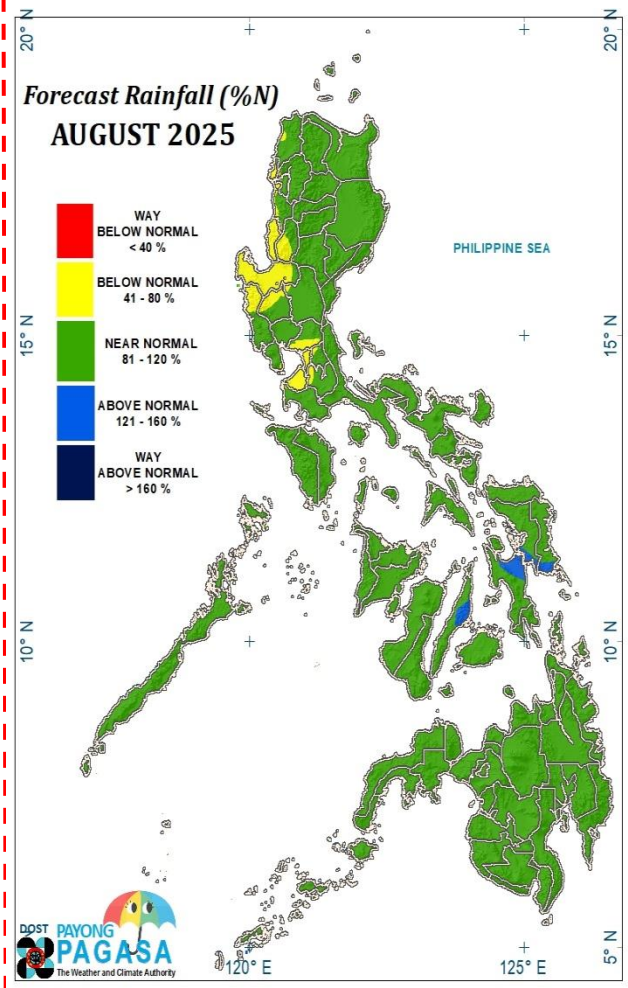 20° N
20° N
Forecast Rainfall (%N)
AUGUST 2025
WAY
BELOW NORMAL
< 40 %
BELOW NORMAL
41 - 80 %
NEAR NORMAL
81 - 120 %
ABOVE NORMAL
121 - 160 %
WAY
ABOVE NORMAL
> 160 %
PHILIPPINE SEA
15° N
15° N
10° N
10° N
DOST
PAYONG
PAGASA
The Weather and Climate Authority
120° E
125° E
5° N